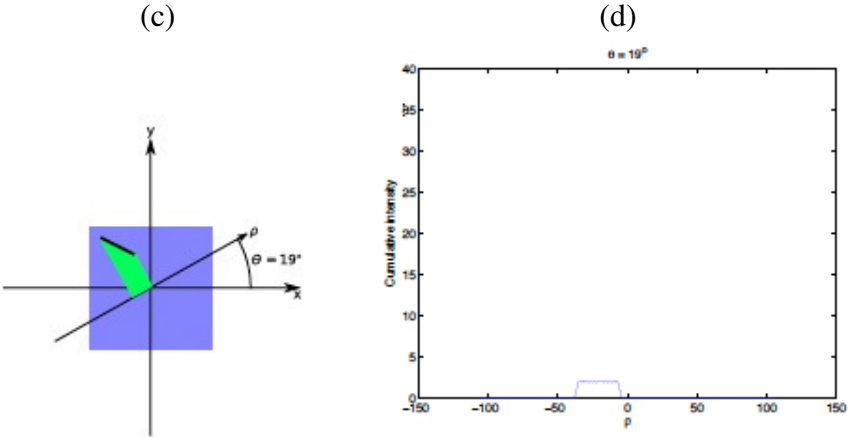 (c)
(d)
y
ρ
θ = 19°
x
θ = 19⁰
Cumulative intensity
40
35
30
25
20
15
10
5
0
−150
−100
−50
0
50
100
150
ρ